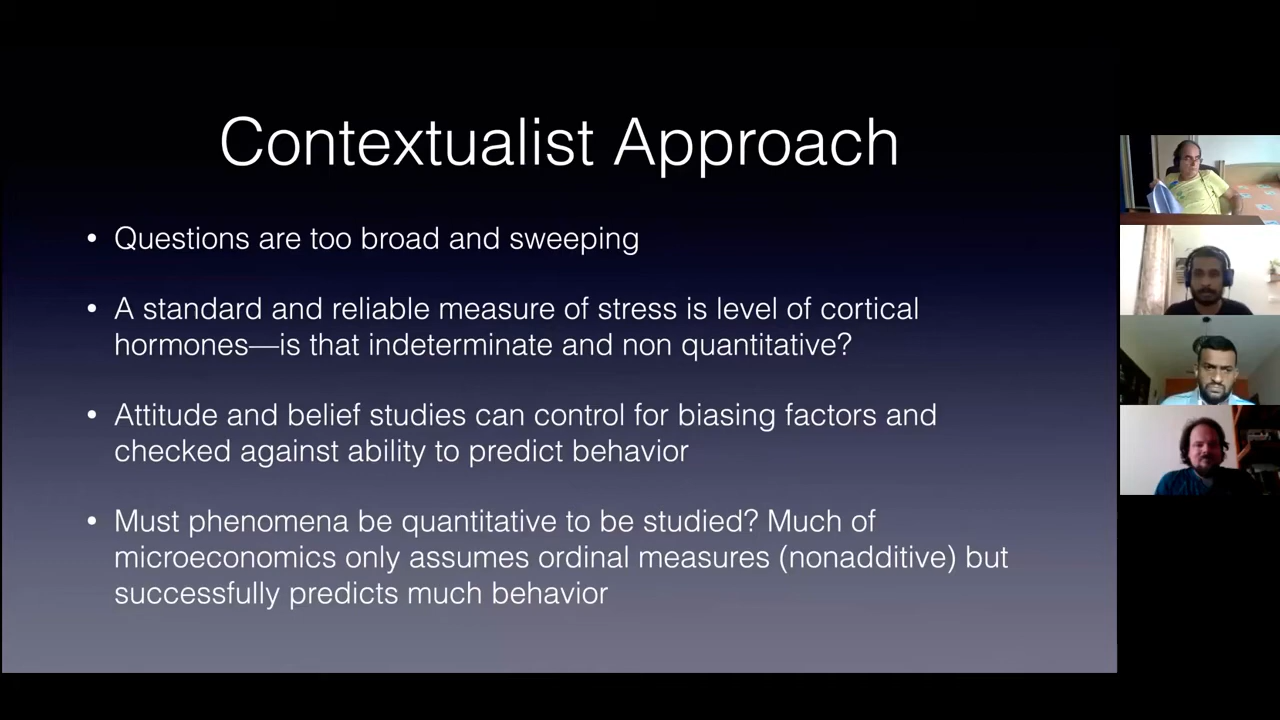 Contextualist Approach
• Questions are too broad and sweeping
• A standard and reliable measure of stress is level of cortical
hormones—is that indeterminate and non quantitative?
• Attitude and belief studies can control for biasing factors and
checked against ability to predict behavior
• Must phenomena be quantitative to be studied? Much of
microeconomics only assumes ordinal measures (nonadditive) but
successfully predicts much behavior